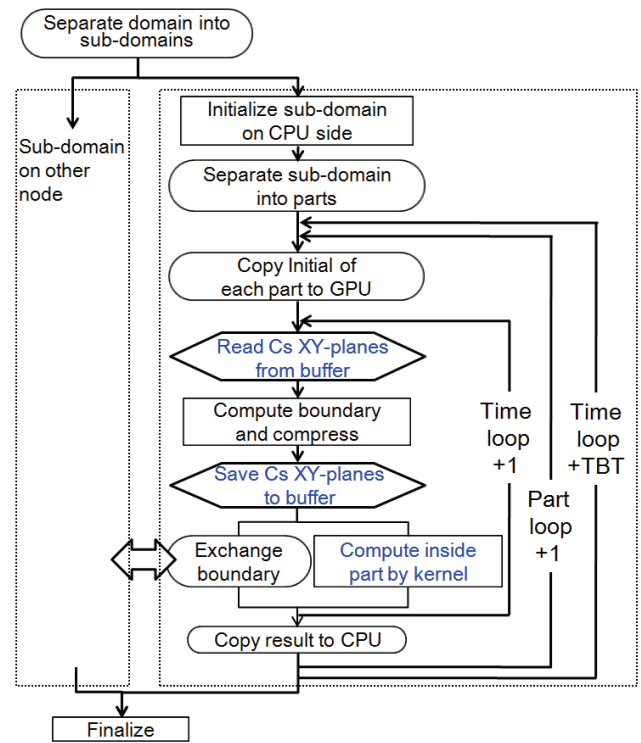 Separate domain into
sub-domains
Initialize sub-domain
on CPU side
Sub-domain
on other
node
Separate sub-domain
into parts
Copy Initial of
each part to GPU
Read Cs XY-planes
from buffer
Compute boundary
and compress
Save Cs XY-planes
to buffer
Exchange
boundary
Compute inside
part by kernel
Time
loop
+1
Part
loop
+1
Time
loop
+TBT
Copy result to CPU
Finalize